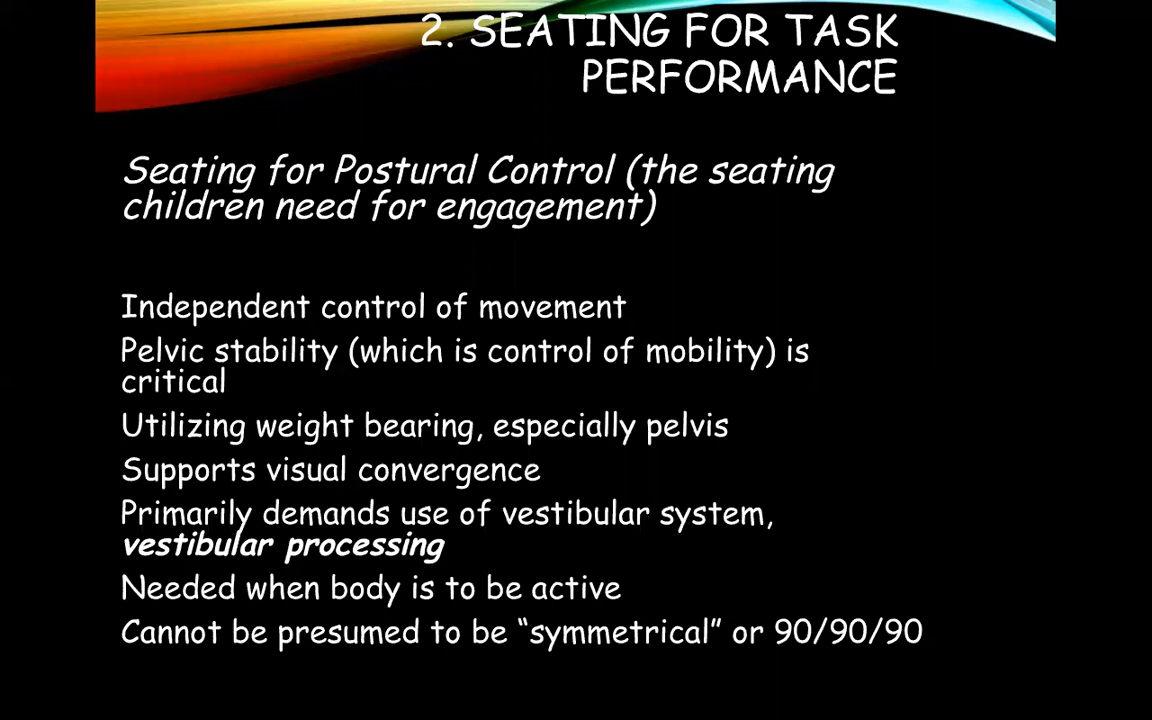 2. SEATING FOR TASK
PERFORMANCE
Seating for Postural Control (the seating
children need for engagement)
Independent control of movement
Pelvic stability (which is control of mobility) is
critical
Utilizing weight bearing, especially pelvis
Supports visual convergence
Primarily demands use of vestibular system,
vestibular processing
Needed when body is to be active
Cannot be presumed to be “symmetrical” or 90/90/90